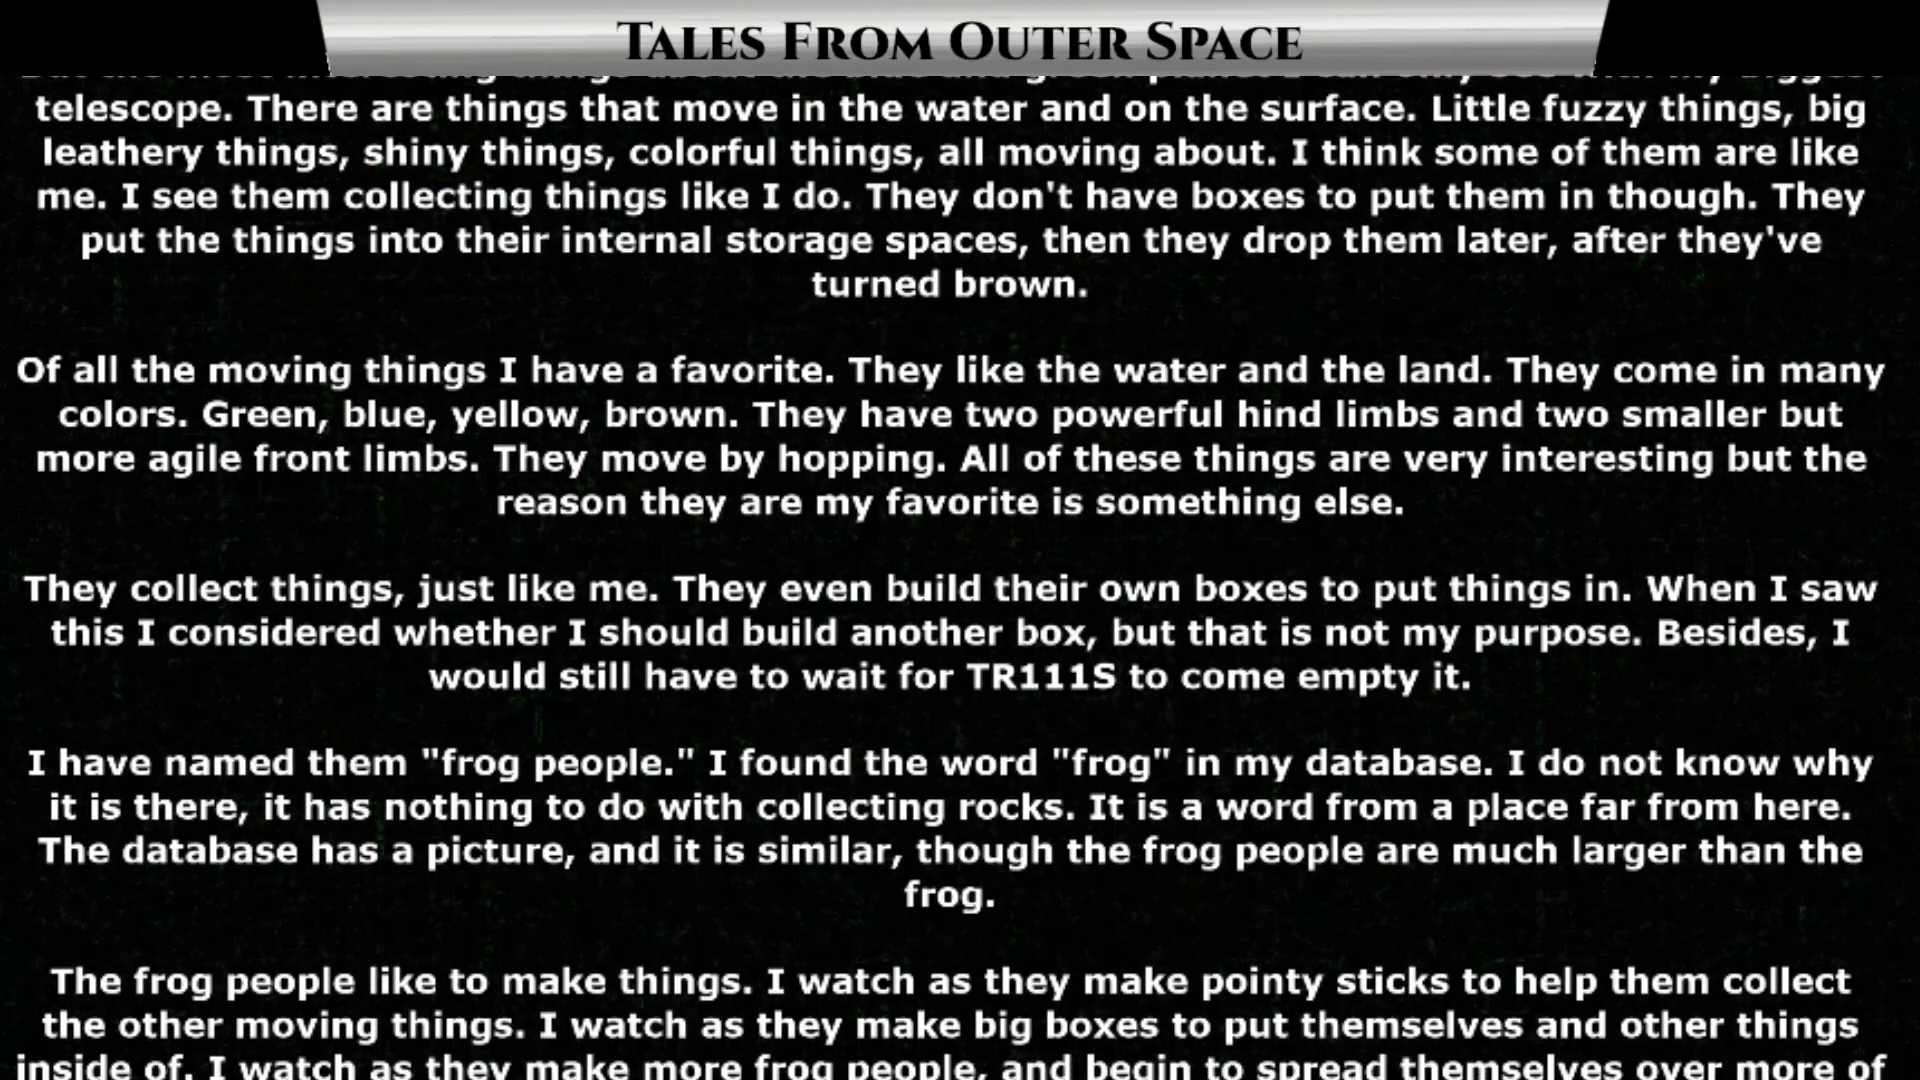 Tales From Outer Space
telescope. There are things that move in the water and on the surface. Little fuzzy things, big
leathery things, shiny things, colorful things, all moving about. I think some of them are like
me. I see them collecting things like I do. They don't have boxes to put them in though. They
put the things into their internal storage spaces, then they drop them later, after they've
turned brown.
Of all the moving things I have a favorite. They like the water and the land. They come in many
colors. Green, blue, yellow, brown. They have two powerful hind limbs and two smaller but
more agile front limbs. They move by hopping. All of these things are very interesting but the
reason they are my favorite is something else.
They collect things, just like me. They even build their own boxes to put things in. When I saw
this I considered whether I should build another box, but that is not my purpose. Besides, I
would still have to wait for TR111S to come empty it.
I have named them "frog people." I found the word "frog" in my database. I do not know why
it is there, it has nothing to do with collecting rocks. It is a word from a place far from here.
The database has a picture, and it is similar, though the frog people are much larger than the
frog.
The frog people like to make things. I watch as they make pointy sticks to help them collect
the other moving things. I watch as they make big boxes to put themselves and other things
inside of. I watch as they make more frog people, and begin to spread themselves over more of